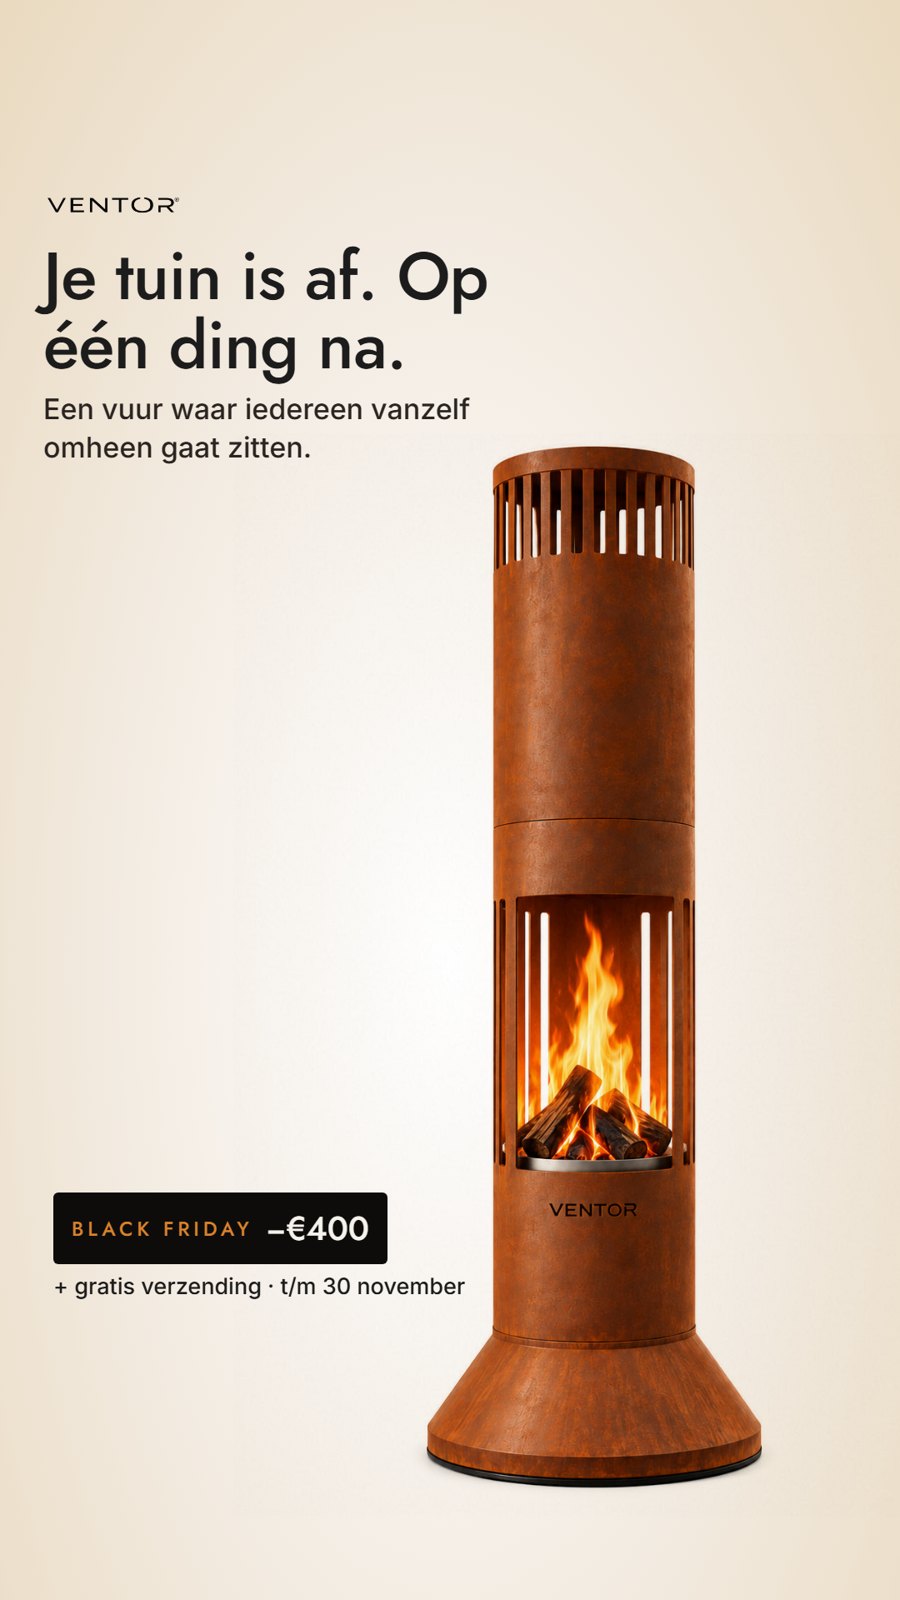 VENTOR®
Je tuin is af. Op
één ding na.
Een vuur waar iedereen vanzelf
omheen gaat zitten.
VENTOR
BLACK FRIDAY –€400
+ gratis verzending · t/m 30 november